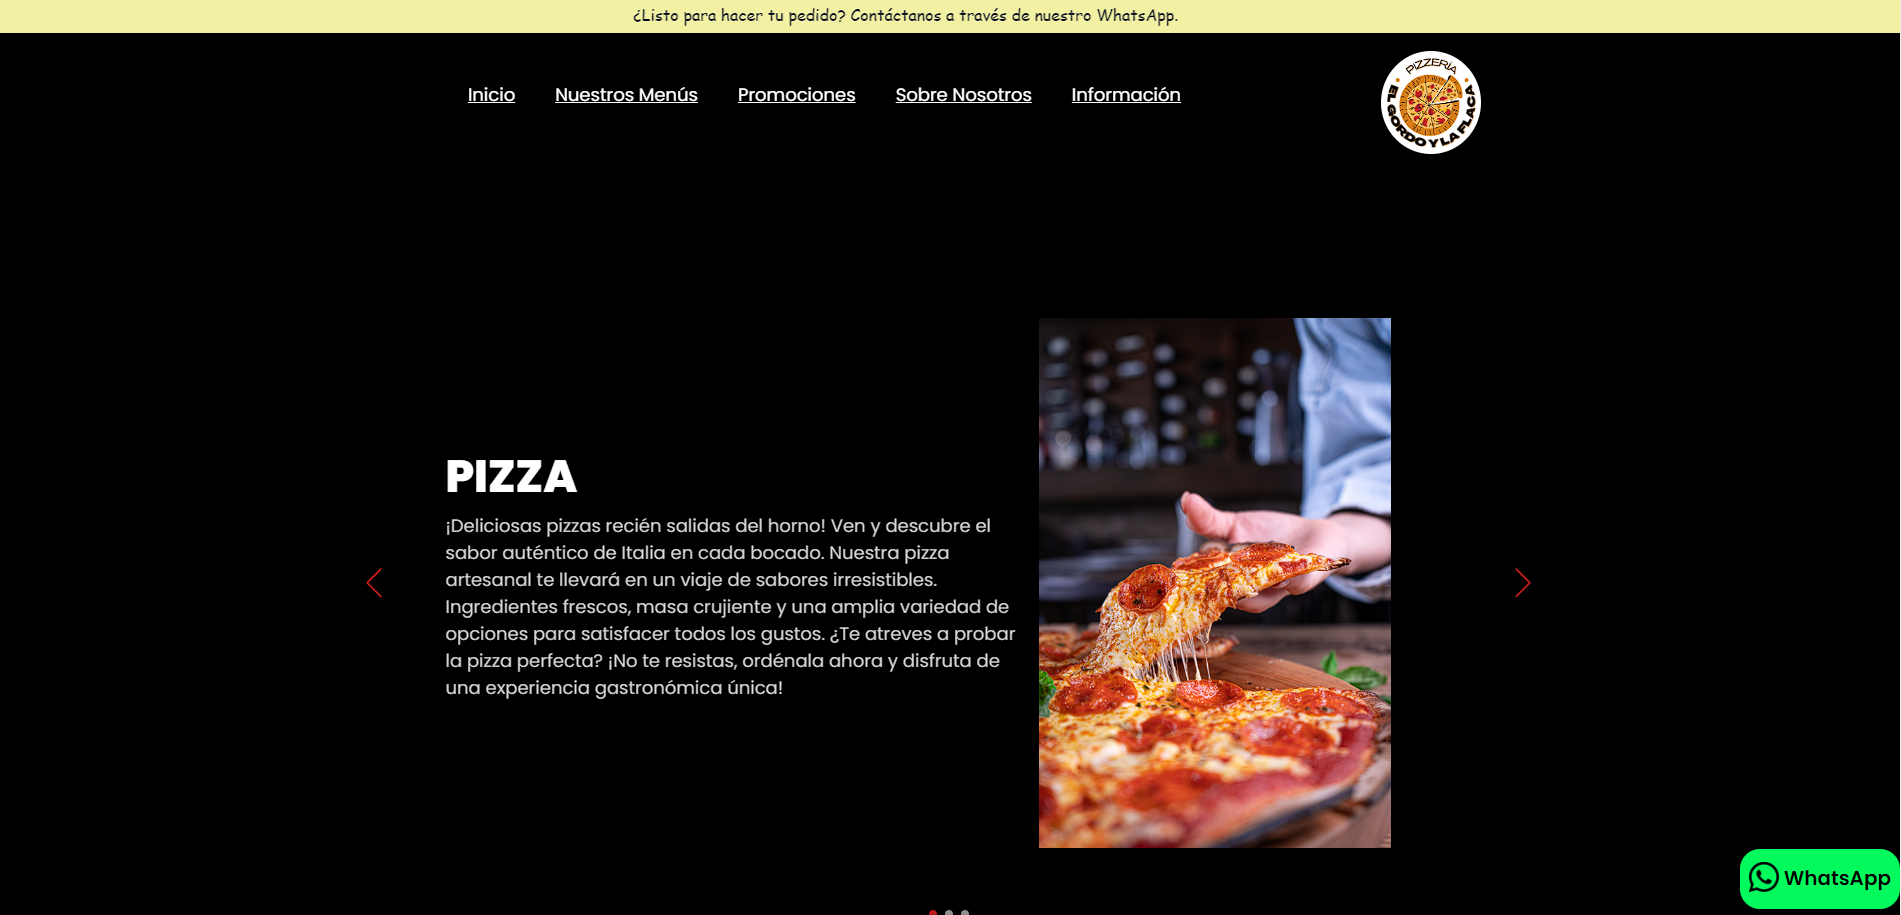 ¿Listo para hacer tu pedido? Contáctanos a través de nuestro WhatsApp.
Inicio
Nuestros Menús
Promociones
Sobre Nosotros
Información
PIZZERÍA
EL GORDO Y LA FLACA
PIZZA
¡Deliciosas pizzas recién salidas del horno! Ven y descubre el
sabor auténtico de Italia en cada bocado. Nuestra pizza
artesanal te llevará en un viaje de sabores irresistibles.
Ingredientes frescos, masa crujiente y una amplia variedad de
opciones para satisfacer todos los gustos. ¿Te atreves a probar
la pizza perfecta? ¡No te resistas, ordénala ahora y disfruta de
una experiencia gastronómica única!
WhatsApp